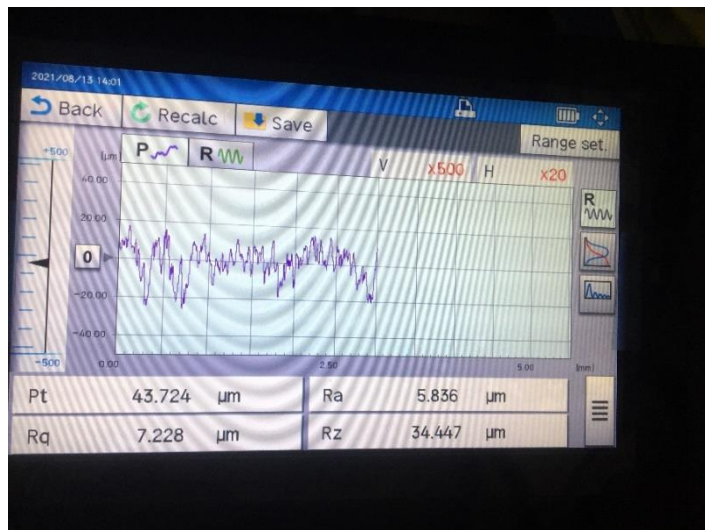 2021/08/13 14:01
Back Recalc Save
Range set.
+500 [µm] P R V x500 H x20
40.00
R
20.00
0
-20.00
-40.00
-500 0.00 2.50 5.00 [mm]
Pt 43.724 µm Ra 5.836 µm
Rq 7.228 µm Rz 34.447 µm